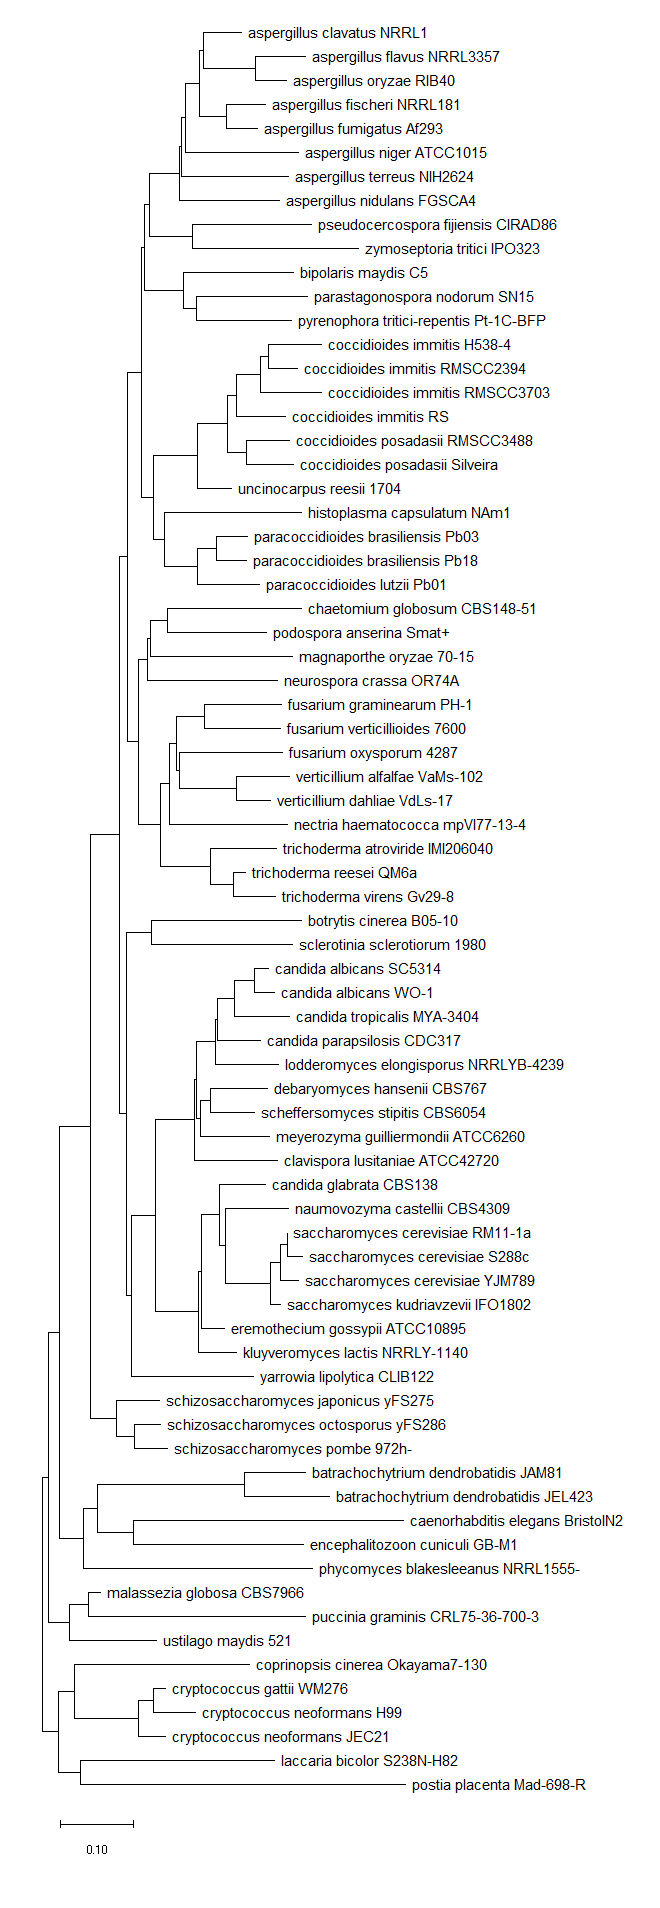 aspergillus clavatus NRRL1
aspergillus flavus NRRL3357
aspergillus oryzae RIB40
aspergillus fischeri NRRL181
aspergillus fumigatus Af293
aspergillus niger ATCC1015
aspergillus terreus NIH2624
aspergillus nidulans FGSCA4
pseudocercospora fijiensis CIRAD86
zymoseptoria tritici IPO323
bipolaris maydis C5
parastagonospora nodorum SN15
pyrenophora tritici-repentis Pt-1C-BFP
coccidioides immitis H538-4
coccidioides immitis RMSCC2394
coccidioides immitis RMSCC3703
coccidioides immitis RS
coccidioides posadasii RMSCC3488
coccidioides posadasii Silveira
uncinocarpus reesii 1704
histoplasma capsulatum NAm1
paracoccidioides brasiliensis Pb03
paracoccidioides brasiliensis Pb18
paracoccidioides lutzii Pb01
chaetomium globosum CBS148-51
podospora anserina Smat+
magnaporthe oryzae 70-15
neurospora crassa OR74A
fusarium graminearum PH-1
fusarium verticillioides 7600
fusarium oxysporum 4287
verticillium alfalfae VaMs-102
verticillium dahliae VdLs-17
nectria haematococca mpVI77-13-4
trichoderma atroviride IMI206040
trichoderma reesei QM6a
trichoderma virens Gv29-8
botrytis cinerea B05-10
sclerotinia sclerotiorum 1980
candida albicans SC5314
candida albicans WO-1
candida tropicalis MYA-3404
candida parapsilosis CDC317
lodderomyces elongisporus NRRLYB-4239
debaryomyces hansenii CBS767
scheffersomyces stipitis CBS6054
meyerozyma guilliermondii ATCC6260
clavispora lusitaniae ATCC42720
candida glabrata CBS138
naumovozyma castellii CBS4309
saccharomyces cerevisiae RM11-1a
saccharomyces cerevisiae S288c
saccharomyces cerevisiae YJM789
saccharomyces kudriavzevii IFO1802
eremothecium gossypii ATCC10895
kluyveromyces lactis NRRLY-1140
yarrowia lipolytica CLIB122
schizosaccharomyces japonicus yFS275
schizosaccharomyces octosporus yFS286
schizosaccharomyces pombe 972h-
batrachochytrium dendrobatidis JAM81
batrachochytrium dendrobatidis JEL423
caenorhabditis elegans BristolN2
encephalitozoon cuniculi GB-M1
phycomyces blakesleeanus NRRL1555-
malassezia globosa CBS7966
puccinia graminis CRL75-36-700-3
ustilago maydis 521
coprinopsis cinerea Okayama7-130
cryptococcus gattii WM276
cryptococcus neoformans H99
cryptococcus neoformans JEC21
laccaria bicolor S238N-H82
postia placenta Mad-698-R
0.10